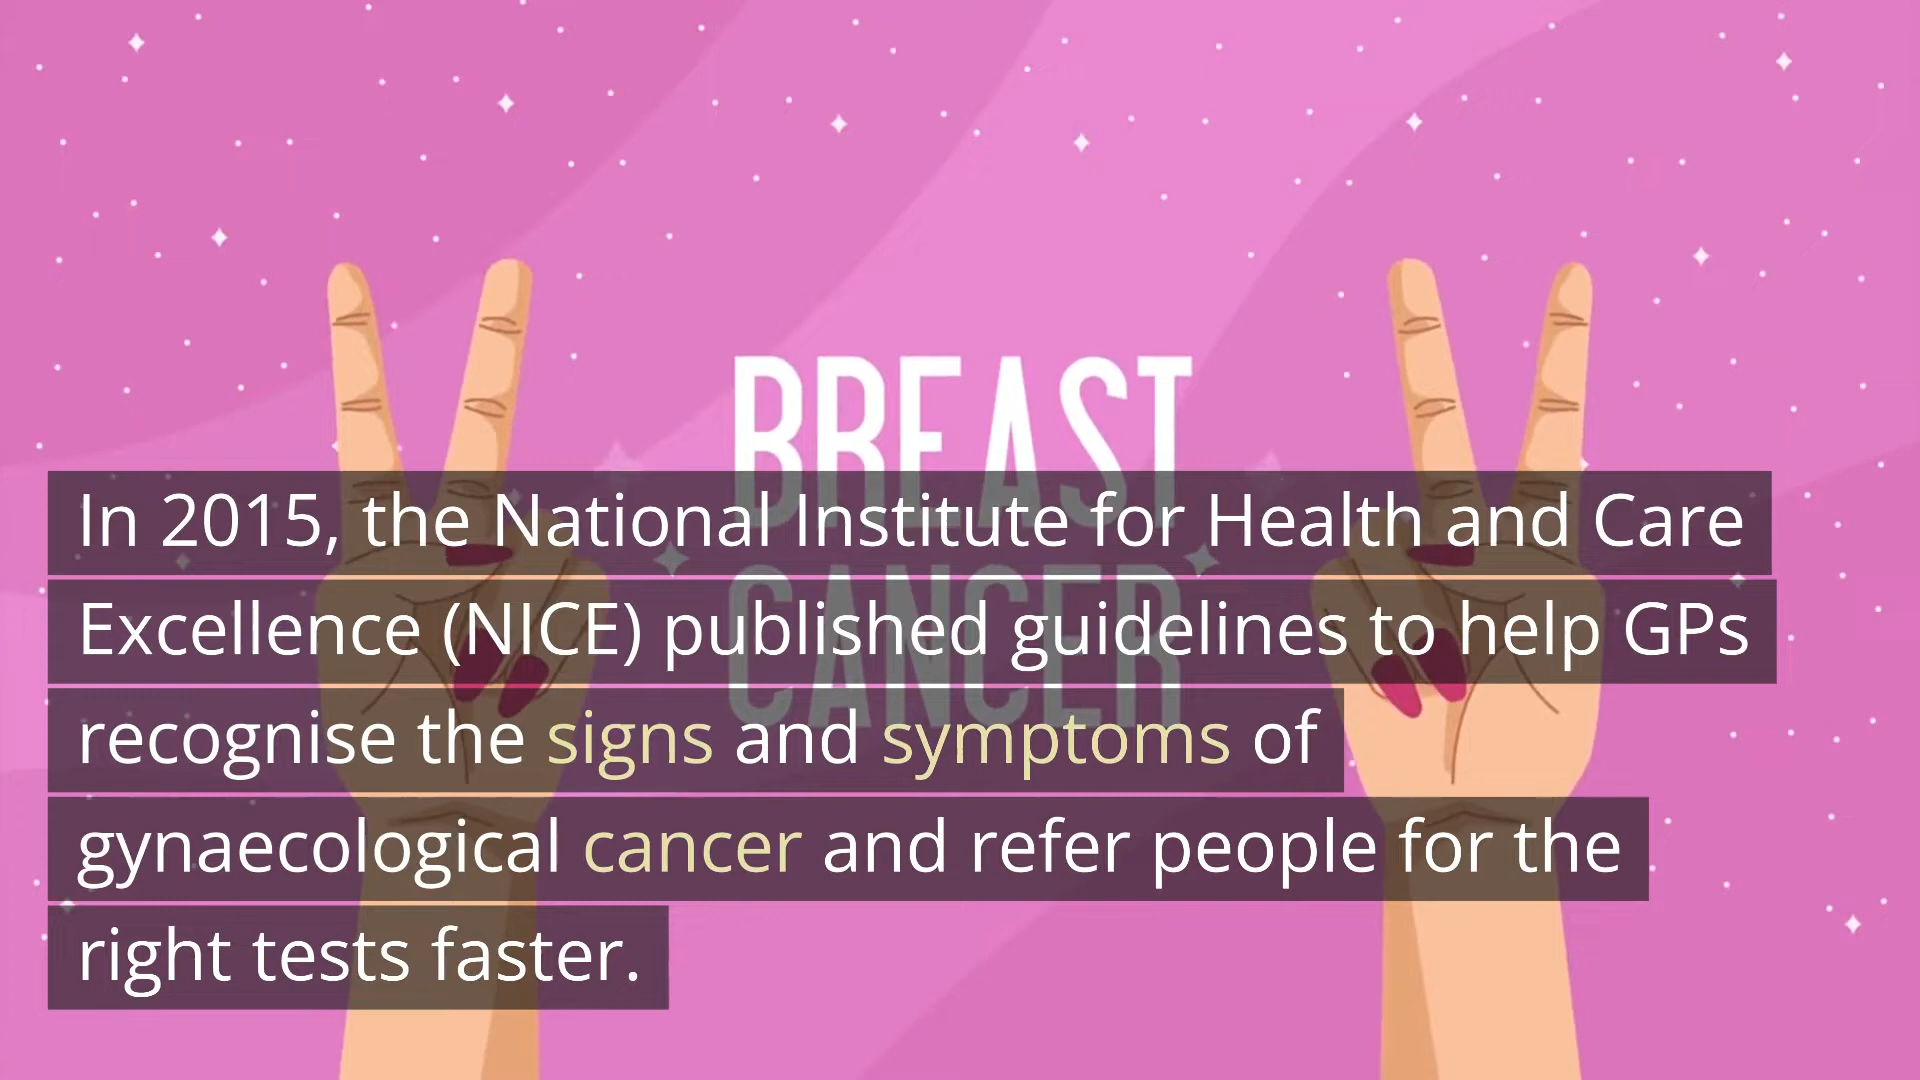 BREAST
CANCER
In 2015, the National Institute for Health and Care
Excellence (NICE) published guidelines to help GPs
recognise the signs and symptoms of
gynaecological cancer and refer people for the
right tests faster.